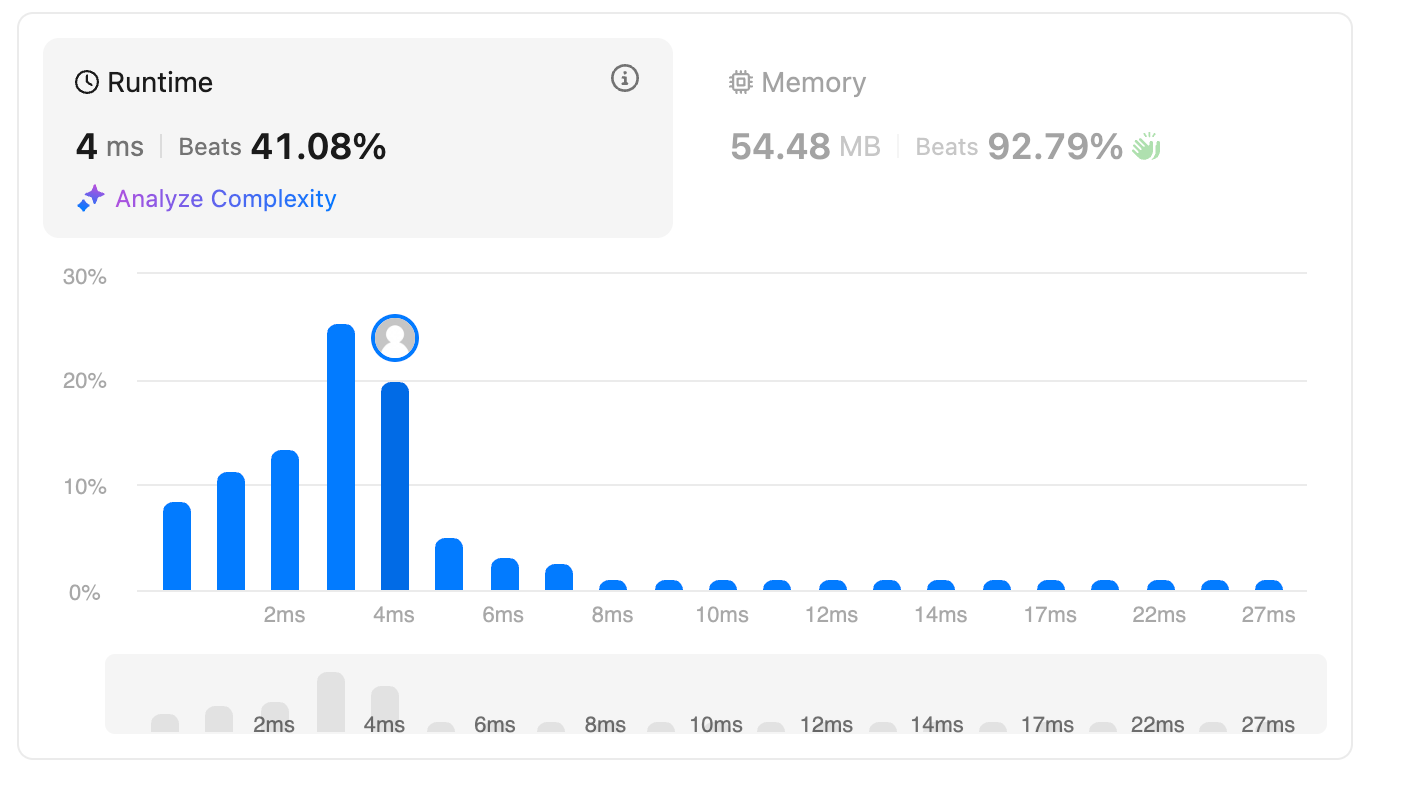 Runtime
4 ms | Beats 41.08%
Analyze Complexity
Memory
54.48 MB | Beats 92.79%
30%
20%
10%
0%
2ms 4ms 6ms 8ms 10ms 12ms 14ms 17ms 22ms 27ms
2ms 4ms 6ms 8ms 10ms 12ms 14ms 17ms 22ms 27ms